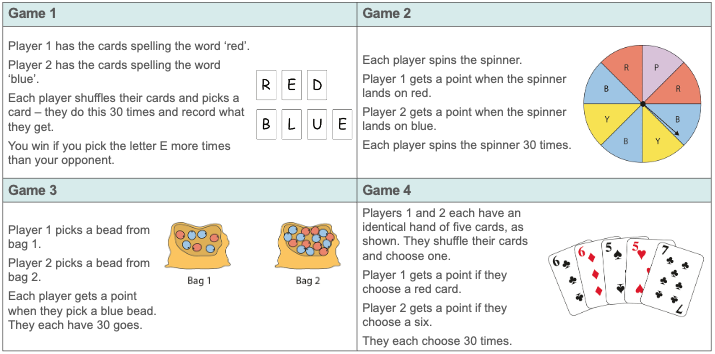 Game 1
Player 1 has the cards spelling the word ‘red’.
Player 2 has the cards spelling the word
‘blue’.
Each player shuffles their cards and picks a
card – they do this 30 times and record what
they get.
You win if you pick the letter E more times
than your opponent.
R E D
B L U E
Game 2
Each player spins the spinner.
Player 1 gets a point when the spinner
lands on red.
Player 2 gets a point when the spinner
lands on blue.
Each player spins the spinner 30 times.
R P
B R
Y B
B Y
Game 3
Player 1 picks a bead from
bag 1.
Player 2 picks a bead from
bag 2.
Each player gets a point
when they pick a blue bead.
They each have 30 goes.
Bag 1
Bag 2
Game 4
Players 1 and 2 each have an
identical hand of five cards, as
shown. They shuffle their cards
and choose one.
Player 1 gets a point if they
choose a red card.
Player 2 gets a point if they
choose a six.
They each choose 30 times.
6 6 5 5 7
7